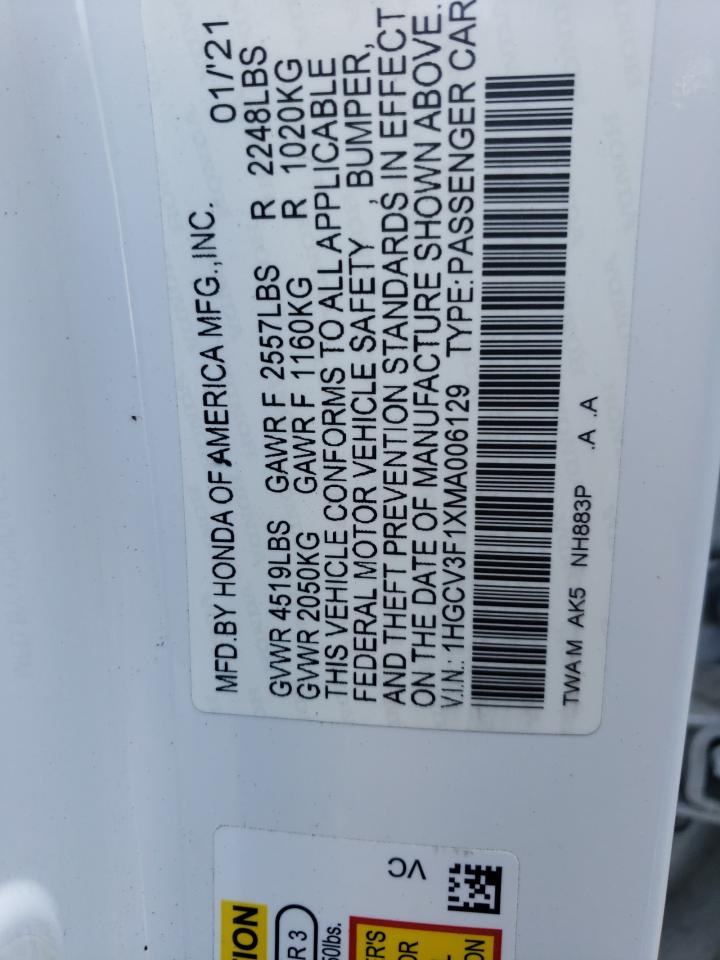 MFD.BY HONDA OF AMERICA MFG.,INC. 01/'21
GVWR 4519LBS GAWR F 2557LBS R 2248LBS
GVWR 2050KG GAWR F 1160KG R 1020KG
THIS VEHICLE CONFORMS TO ALL APPLICABLE
FEDERAL MOTOR VEHICLE SAFETY , BUMPER,
AND THEFT PREVENTION STANDARDS IN EFFECT
ON THE DATE OF MANUFACTURE SHOWN ABOVE.
V.I.N.: 1HGCV3F1XMA006129 TYPE:PASSENGER CAR
TWAM AK5 NH883P .A .A
VC
R 3